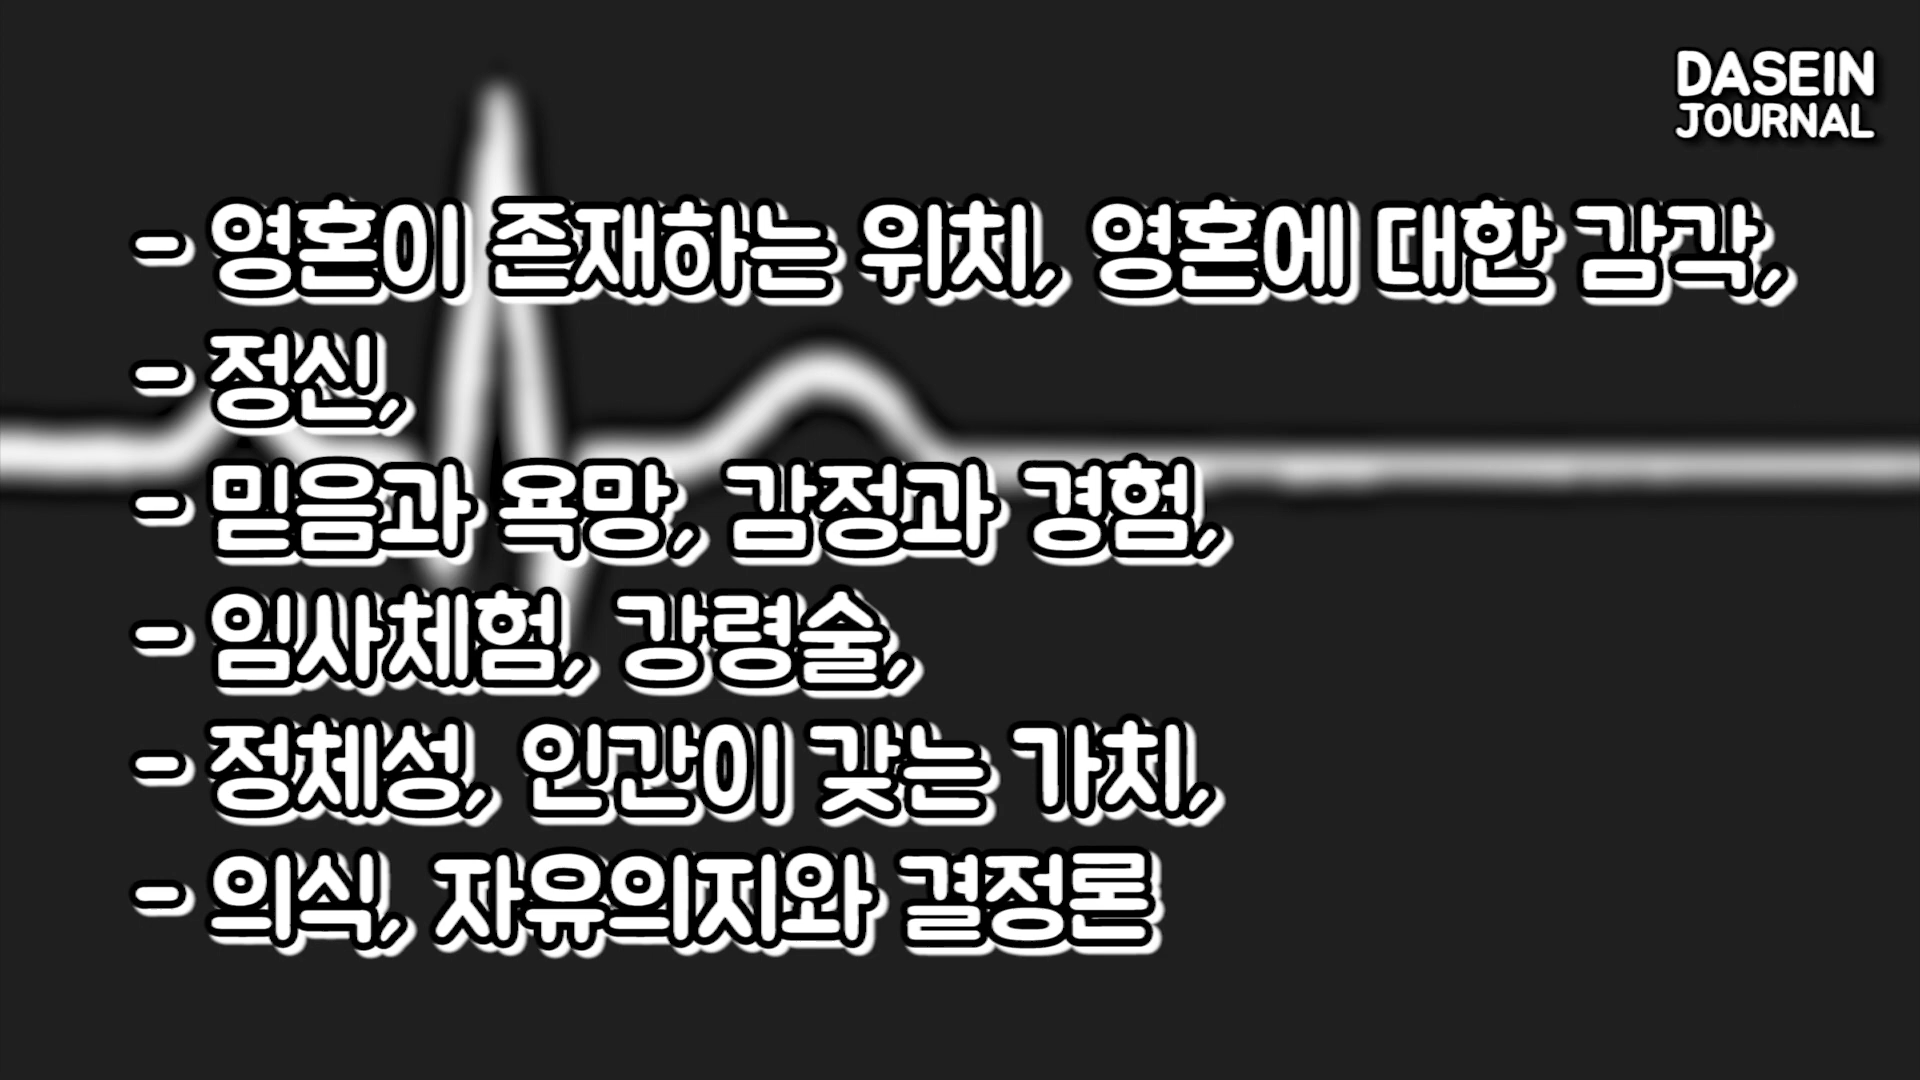 DASEIN
JOURNAL
- 영혼이 존재하는 위치, 영혼에 대한 감각,
- 정신,
- 믿음과 욕망, 감정과 경험,
- 임사체험, 강령술,
- 정체성, 인간이 갖는 가치,
- 의식, 자유의지와 결정론